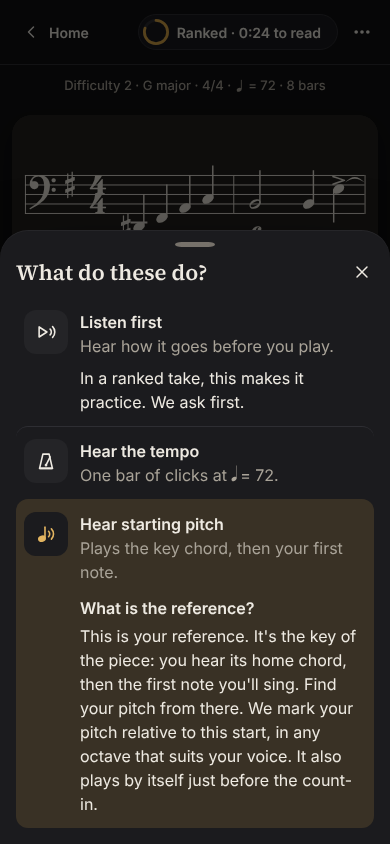 Home
Ranked · 0:24 to read
Difficulty 2 · G major · 4/4 · ♩ = 72 · 8 bars
4
4
What do these do?
Listen first
Hear how it goes before you play.
In a ranked take, this makes it
practice. We ask first.
Hear the tempo
One bar of clicks at ♩ = 72.
Hear starting pitch
Plays the key chord, then your first
note.
What is the reference?
This is your reference. It's the key of
the piece: you hear its home chord,
then the first note you'll sing. Find
your pitch from there. We mark your
pitch relative to this start, in any
octave that suits your voice. It also
plays by itself just before the count-
in.